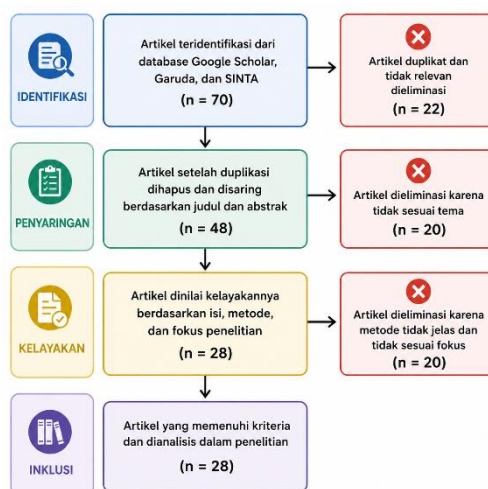 IDENTIFIKASI
Artikel teridentifikasi dari
database Google Scholar,
Garuda, dan SINTA
(n = 70)
Artikel duplikat dan
tidak relevan
dieliminasi
(n = 22)
PENYARINGAN
Artikel setelah duplikasi
dihapus dan disaring
berdasarkan judul dan abstrak
(n = 48)
Artikel dieliminasi karena
tidak sesuai tema
(n = 20)
KELAYAKAN
Artikel dinilai kelayakannya
berdasarkan isi, metode,
dan fokus penelitian
(n = 28)
Artikel dieliminasi karena
metode tidak jelas dan
tidak sesuai fokus
(n = 20)
INKLUSI
Artikel yang memenuhi kriteria
dan dianalisis dalam penelitian
(n = 28)